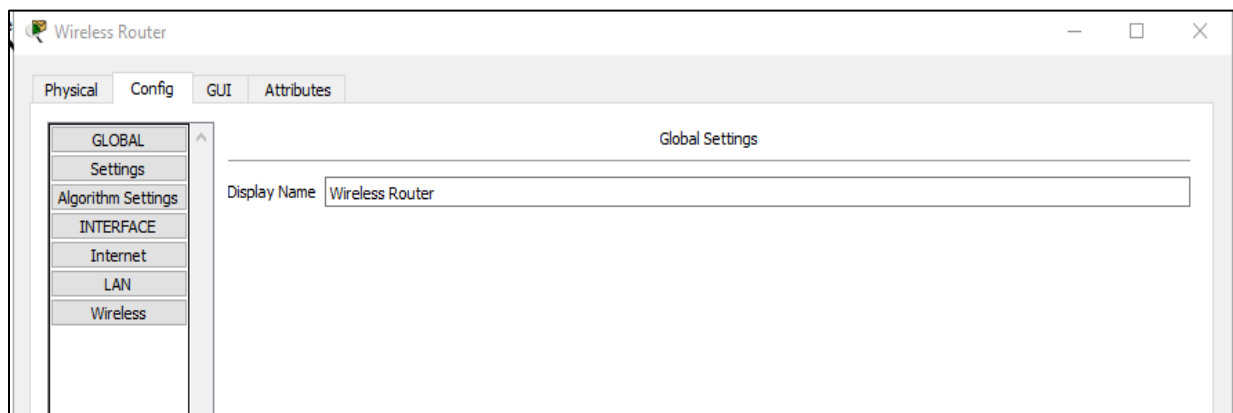 Wireless Router
Physical Config GUI Attributes
GLOBAL
Settings
Algorithm Settings
INTERFACE
Internet
LAN
Wireless
Global Settings
Display Name Wireless Router